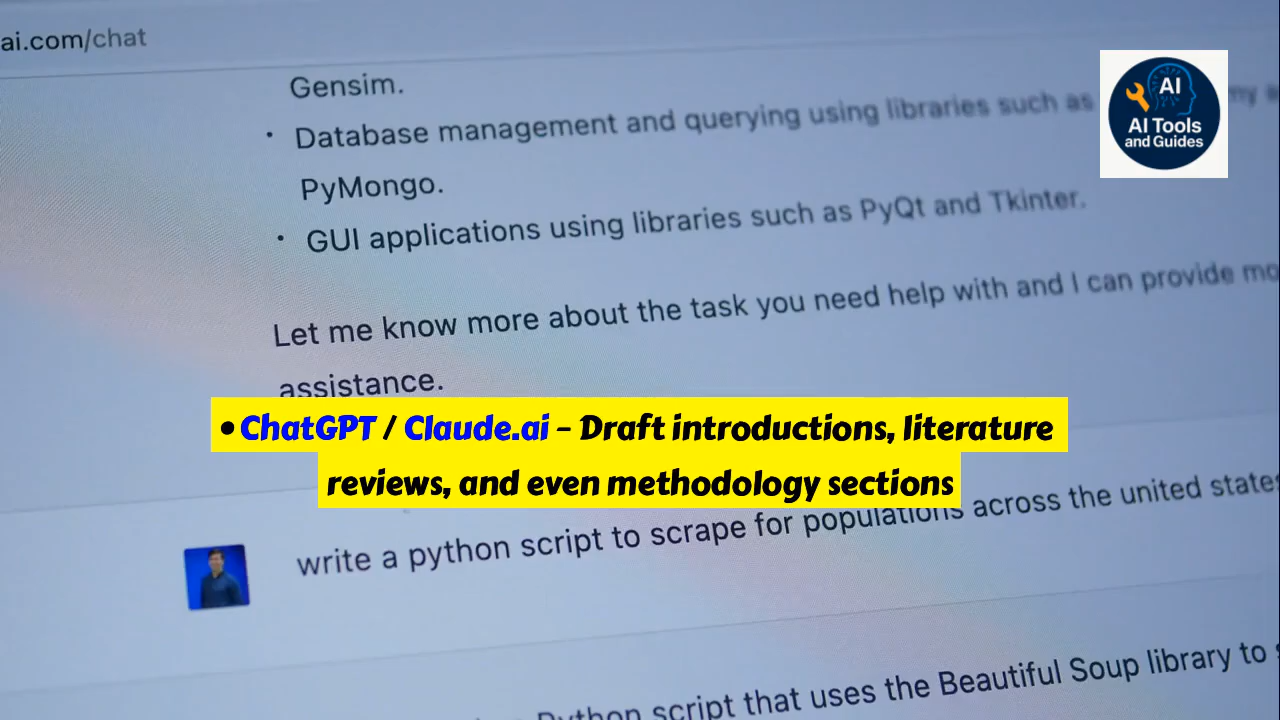 ai.com/chat
Gensim.
• Database management and querying using libraries such as
PyMongo.
• GUI applications using libraries such as PyQt and Tkinter.
Let me know more about the task you need help with and I can provide
assistance.
AI
AI Tools
and Guides
• ChatGPT / Claude.ai – Draft introductions, literature
reviews, and even methodology sections
write a python script to scrape for populations across the united states
Python script that uses the Beautiful Soup library to